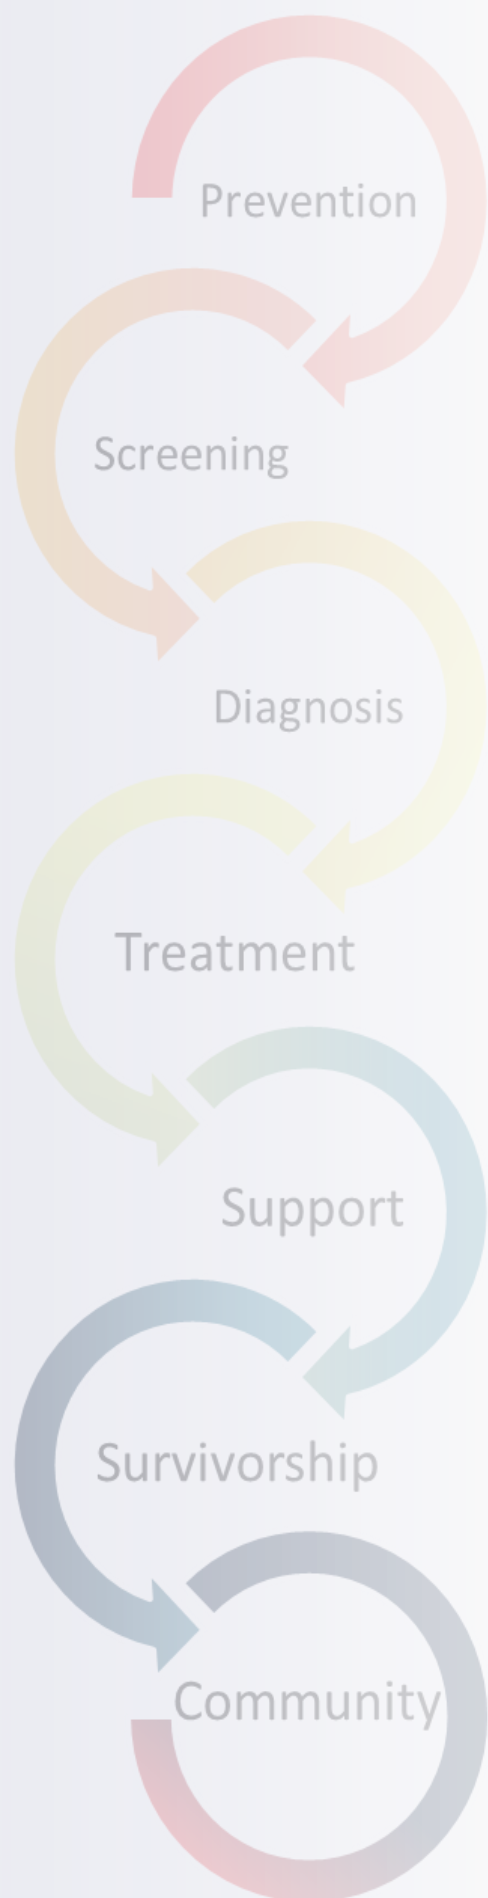 Prevention
Screening
Diagnosis
Treatment
Support
Survivorship
Community